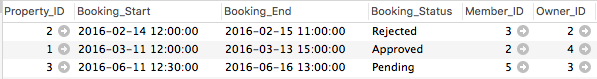 Property_ID Booking_Start Booking_End Booking_Status Member_ID Owner_ID
2 2016-02-14 12:00:00 2016-02-15 11:00:00 Rejected 3 2
1 2016-03-11 12:00:00 2016-03-13 15:00:00 Approved 2 4
3 2016-06-11 12:30:00 2016-06-16 13:00:00 Pending 5 3